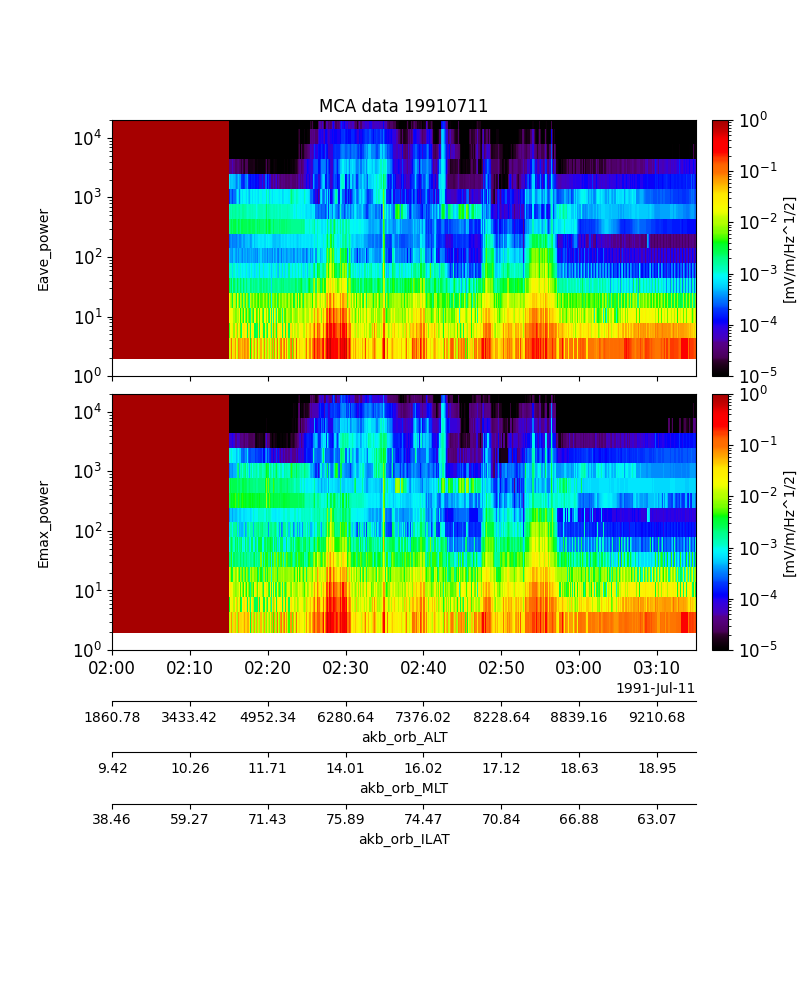 MCA data 19910711
Eave_power
10^4
10^3
10^2
10^1
10^0
10^0
10^-1
10^-2
10^-3
10^-4
10^-5
[mV/m/Hz^1/2]
Emax_power
10^4
10^3
10^2
10^1
10^0
10^0
10^-1
10^-2
10^-3
10^-4
10^-5
[mV/m/Hz^1/2]
02:00 02:10 02:20 02:30 02:40 02:50 03:00 03:10
1991-Jul-11
1860.78 3433.42 4952.34 6280.64 7376.02 8228.64 8839.16 9210.68
akb_orb_ALT
9.42 10.26 11.71 14.01 16.02 17.12 18.63 18.95
akb_orb_MLT
38.46 59.27 71.43 75.89 74.47 70.84 66.88 63.07
akb_orb_ILAT